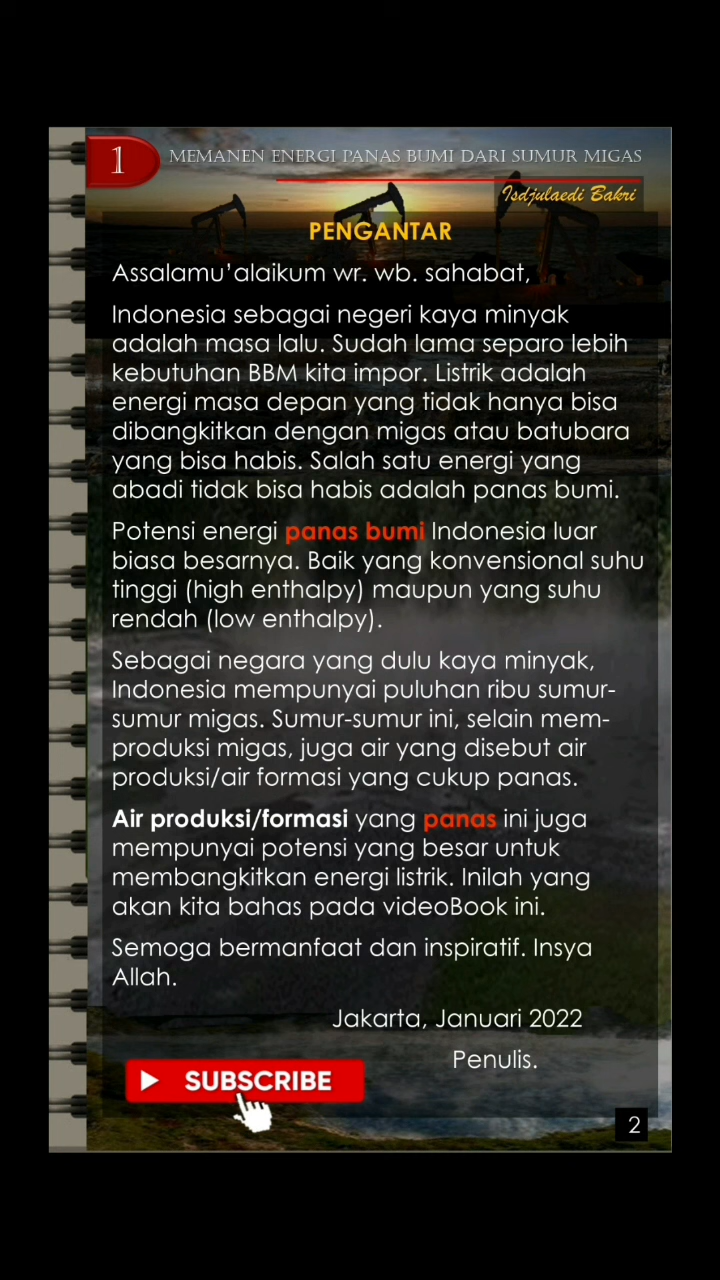 1
MEMANEN ENERGI PANAS BUMI DARI SUMUR MIGAS
Isdjulaedi Bakri
PENGANTAR
Assalamu’alaikum wr. wb. sahabat,
Indonesia sebagai negeri kaya minyak
adalah masa lalu. Sudah lama separo lebih
kebutuhan BBM kita impor. Listrik adalah
energi masa depan yang tidak hanya bisa
dibangkitkan dengan migas atau batubara
yang bisa habis. Salah satu energi yang
abadi tidak bisa habis adalah panas bumi.
Potensi energi panas bumi Indonesia luar
biasa besarnya. Baik yang konvensional suhu
tinggi (high enthalpy) maupun yang suhu
rendah (low enthalpy).
Sebagai negara yang dulu kaya minyak,
Indonesia mempunyai puluhan ribu sumur-
sumur migas. Sumur-sumur ini, selain mem-
produksi migas, juga air yang disebut air
produksi/air formasi yang cukup panas.
Air produksi/formasi yang panas ini juga
mempunyai potensi yang besar untuk
membangkitkan energi listrik. Inilah yang
akan kita bahas pada videoBook ini.
Semoga bermanfaat dan inspiratif. Insya
Allah.
Jakarta, Januari 2022
Penulis.
SUBSCRIBE
2